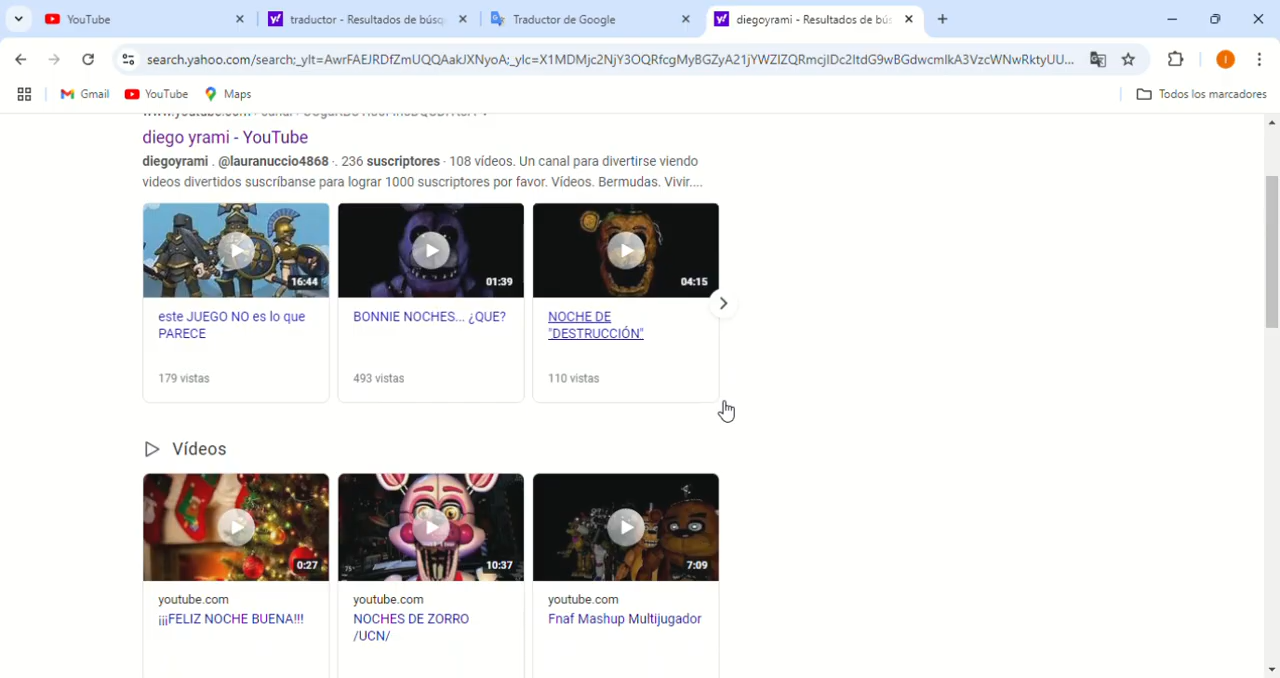 YouTube
traductor - Resultados de búsq
Traductor de Google
diegoyrami - Resultados de bús
search.yahoo.com/search;_ylt=AwrFAEJRDfZmUQQAakJXNyoA;_ylc=X1MDMjc2NjY3OQRfcgMyBGZyA21jYWZlZQRmcjIDc2ItdG9wBGdwcmlkA3VzcWNwRktyUU...
Gmail
YouTube
Maps
Todos los marcadores
diego yrami - YouTube
diegoyrami . @lauranuccio4868 ·. 236 suscriptores · 108 vídeos. Un canal para divertirse viendo
videos divertidos suscríbanse para lograr 1000 suscriptores por favor. Vídeos. Bermudas. Vivir....
16:44
01:39
04:15
este JUEGO NO es lo que
PARECE
BONNIE NOCHES... ¿QUE?
NOCHE DE
"DESTRUCCIÓN"
179 vistas
493 vistas
110 vistas
Vídeos
0:27
10:37
7:09
youtube.com
youtube.com
youtube.com
¡¡¡FELIZ NOCHE BUENA!!!
NOCHES DE ZORRO
/UCN/
Fnaf Mashup Multijugador